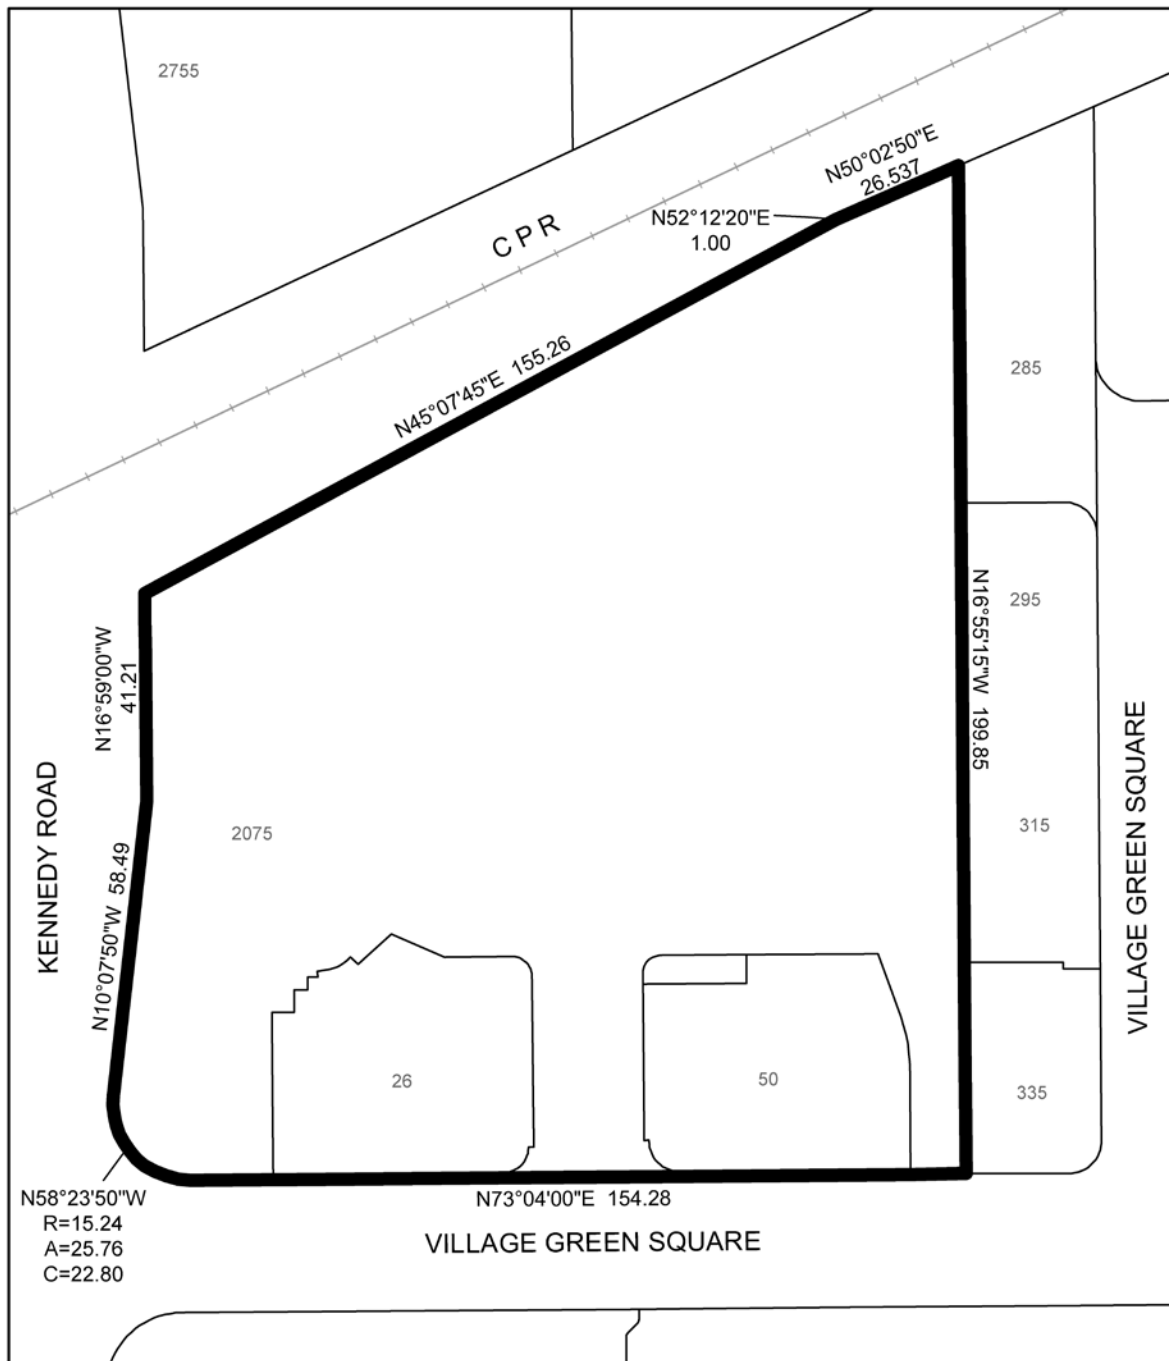 2755
N50°02'50"E
26.537
N52°12'20"E
1.00
C P R
N45°07'45"E 155.26
285
N16°59'00"W
41.21
N16°55'15"W 199.85
295
KENNEDY ROAD
N10°07'50"W 58.49
2075
315
VILLAGE GREEN SQUARE
26
50
335
N58°23'50"W
R=15.24
A=25.76
C=22.80
N73°04'00"E 154.28
VILLAGE GREEN SQUARE